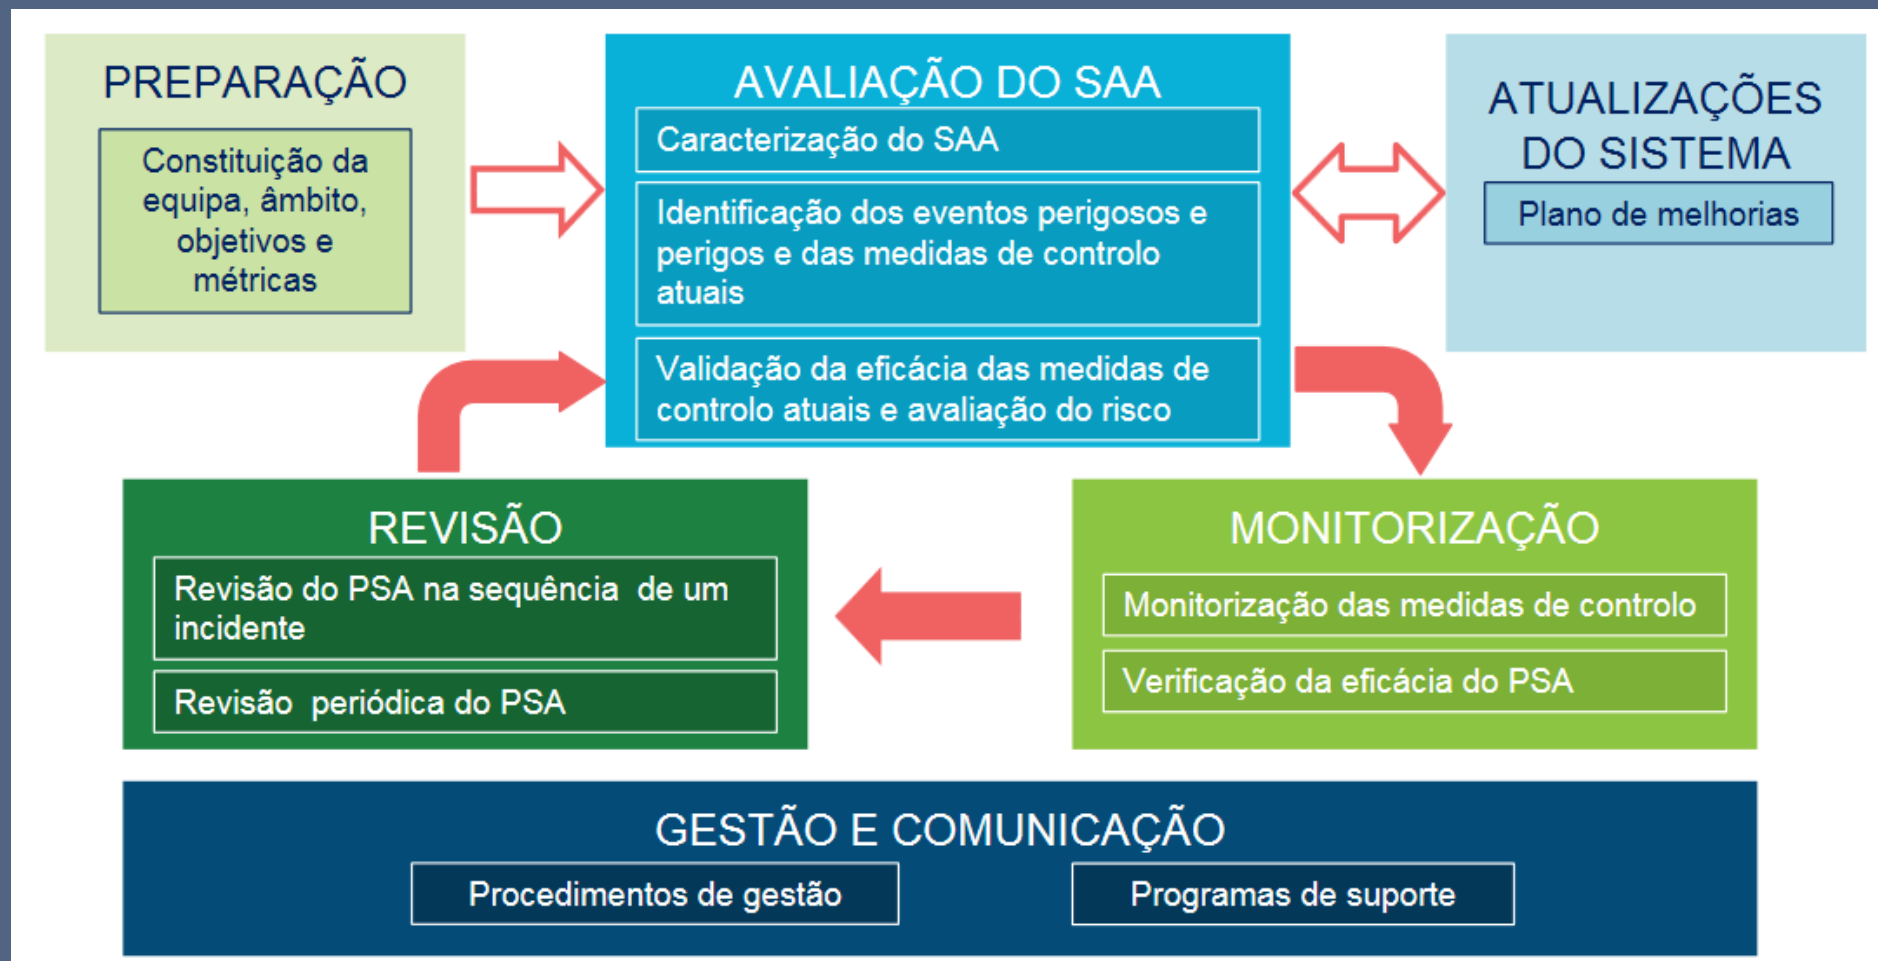 PREPARAÇÃO
Constituição da
equipa, âmbito,
objetivos e
métricas
AVALIAÇÃO DO SAA
Caracterização do SAA
Identificação dos eventos perigosos e
perigos e das medidas de controlo
atuais
Validação da eficácia das medidas de
controlo atuais e avaliação do risco
ATUALIZAÇÕES
DO SISTEMA
Plano de melhorias
REVISÃO
Revisão do PSA na sequência de um
incidente
Revisão periódica do PSA
MONITORIZAÇÃO
Monitorização das medidas de controlo
Verificação da eficácia do PSA
GESTÃO E COMUNICAÇÃO
Procedimentos de gestão
Programas de suporte